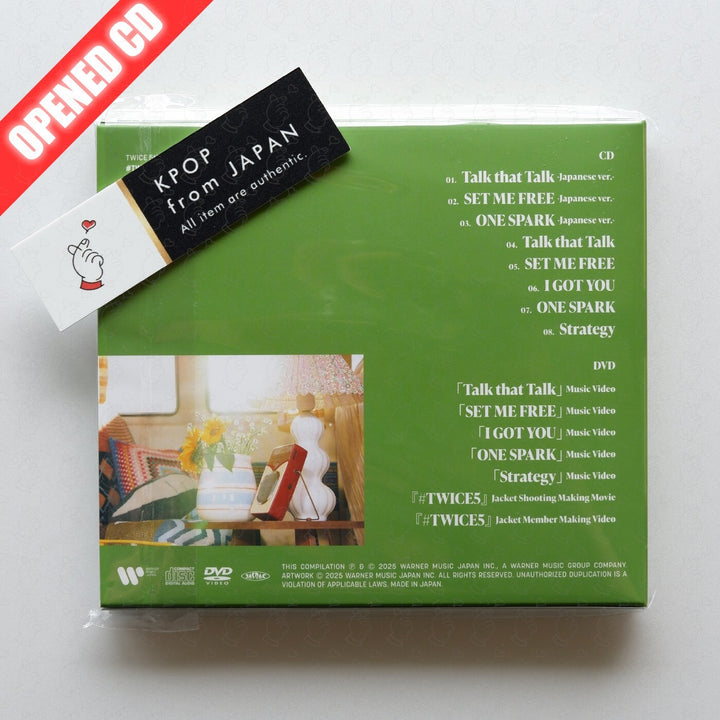 OPENED CD
KPOP
from JAPAN
All item are authentic.
CD
01. Talk that Talk -Japanese ver.-
02. SET ME FREE -Japanese ver.-
03. ONE SPARK -Japanese ver.-
04. Talk that Talk
05. SET ME FREE
06. I GOT YOU
07. ONE SPARK
08. Strategy
DVD
「Talk that Talk」Music Video
「SET ME FREE」Music Video
「I GOT YOU」Music Video
「ONE SPARK」Music Video
「Strategy」Music Video
『#TWICE5』Jacket Shooting Making Movie
『#TWICE5』Jacket Member Making Video
THIS COMPILATION Ⓟ & © 2025 WARNER MUSIC JAPAN INC., A WARNER MUSIC GROUP COMPANY.
ARTWORK © 2025 WARNER MUSIC JAPAN INC. ALL RIGHTS RESERVED. UNAUTHORIZED DUPLICATION IS A
VIOLATION OF APPLICABLE LAWS. MADE IN JAPAN.
COMPACT
disc
DIGITAL AUDIO
DVD
VIDEO
TWICE